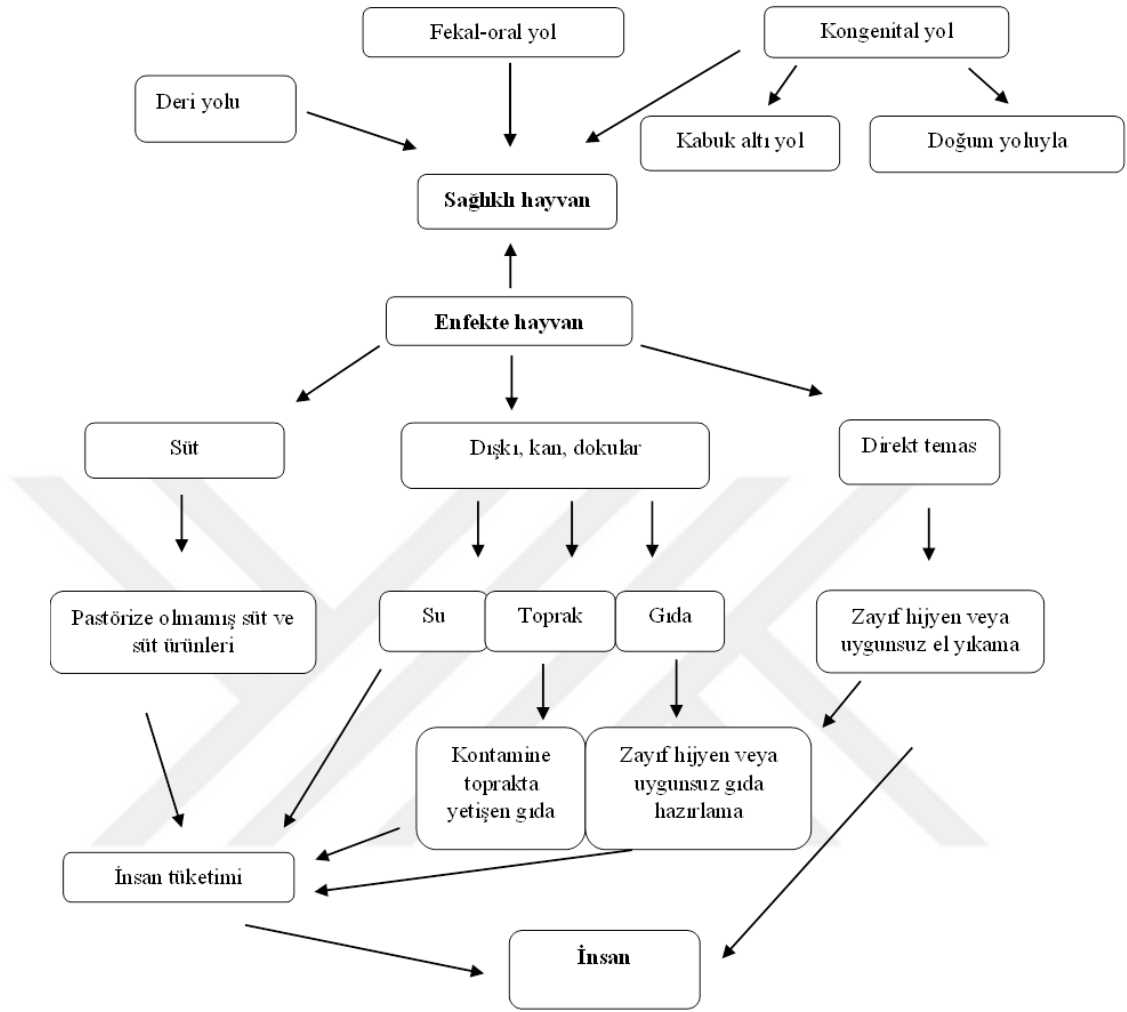 Fekal-oral yol
Kongenital yol
Deri yolu
Kabuk altı yol
Doğum yoluyla
Sağlıklı hayvan
Enfekte hayvan
Süt
Dışkı, kan, dokular
Direkt temas
Pastörize olmamış süt ve
süt ürünleri
Su
Toprak
Gıda
Zayıf hijyen veya
uygunsuz el yıkama
Kontamine
toprakta
yetişen gıda
Zayıf hijyen veya
uygunsuz gıda
hazırlama
İnsan tüketimi
İnsan